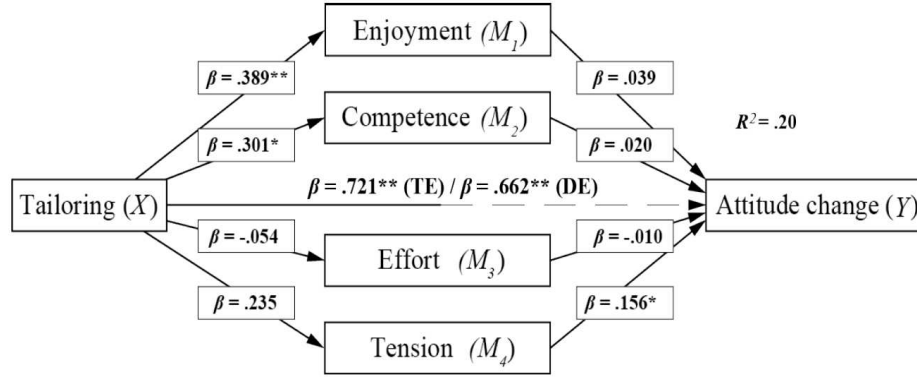 Enjoyment (M1)
β = .389**
β = .039
Competence (M2)
R² = .20
β = .301*
β = .020
β = .721** (TE) / β = .662** (DE)
Tailoring (X)
Attitude change (Y)
β = -.054
β = -.010
Effort (M3)
β = .235
β = .156*
Tension (M4)